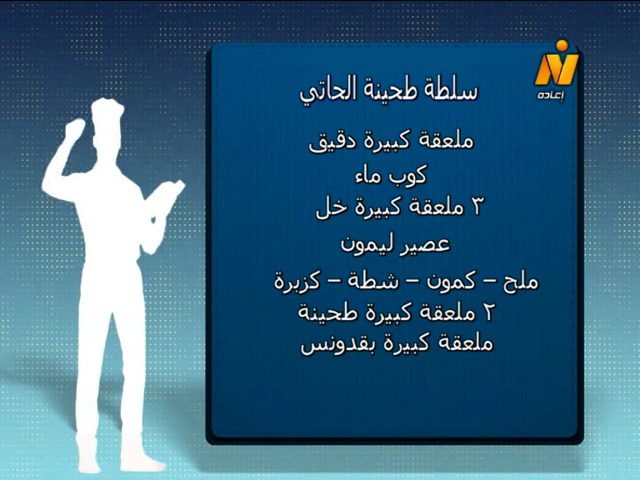 إعاده
سلطة طحينة الحاتي
ملعقة كبيرة دقيق
كوب ماء
٣ ملعقة كبيرة خل
عصير ليمون
ملح – كمون – شطة – كزبرة
٢ ملعقة كبيرة طحينة
ملعقة كبيرة بقدونس